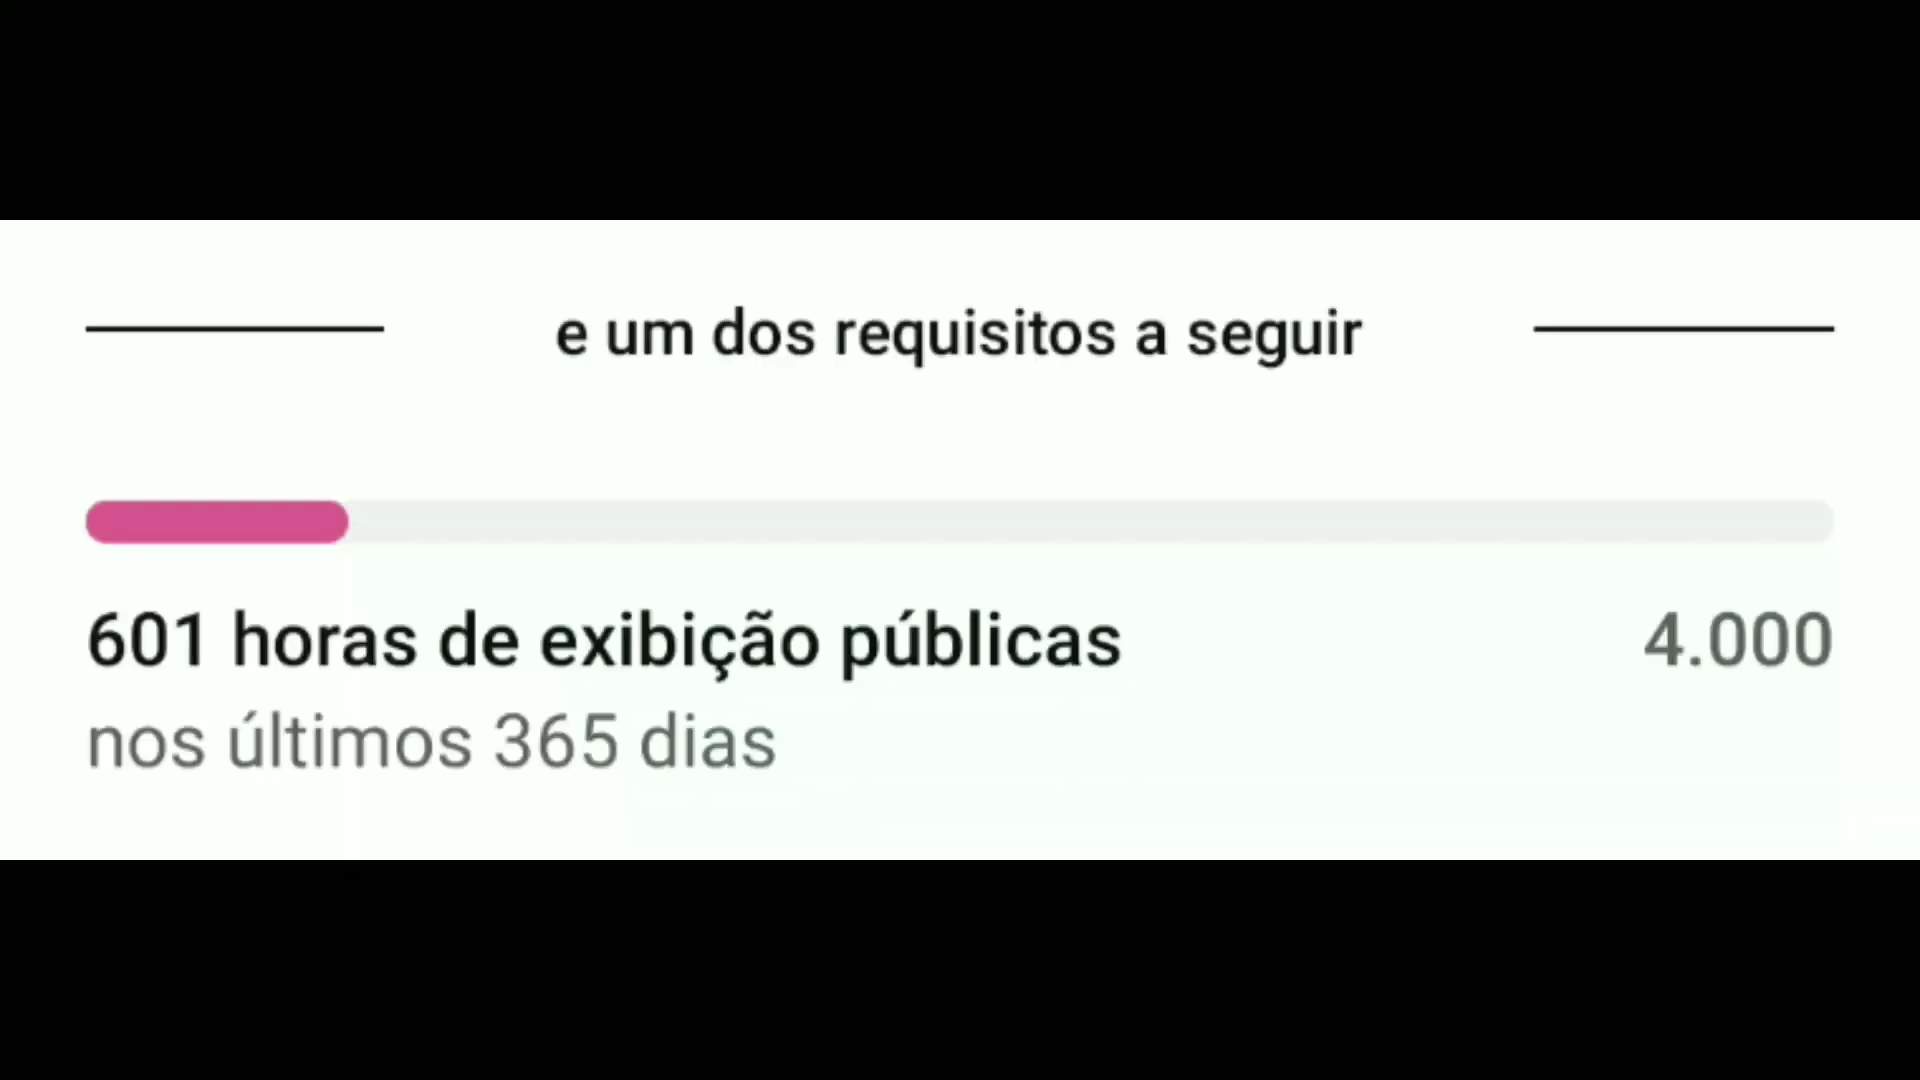 e um dos requisitos a seguir
601 horas de exibição públicas 4.000
nos últimos 365 dias